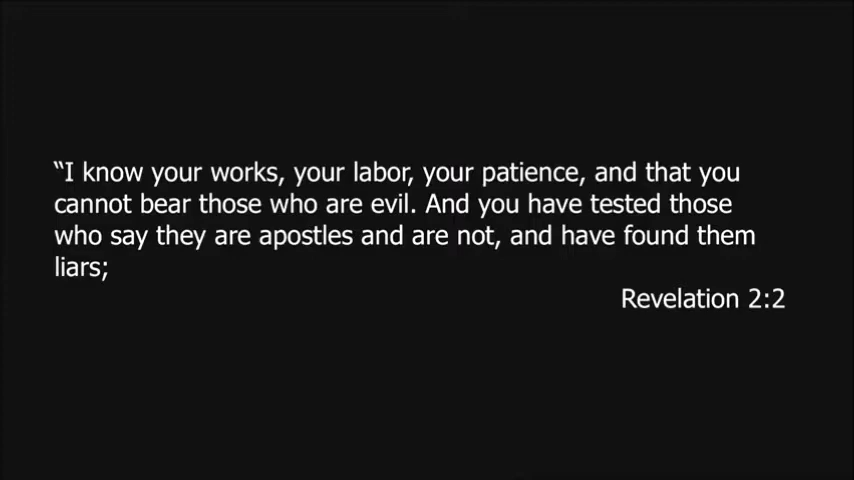 “I know your works, your labor, your patience, and that you
cannot bear those who are evil. And you have tested those
who say they are apostles and are not, and have found them
liars;
Revelation 2:2